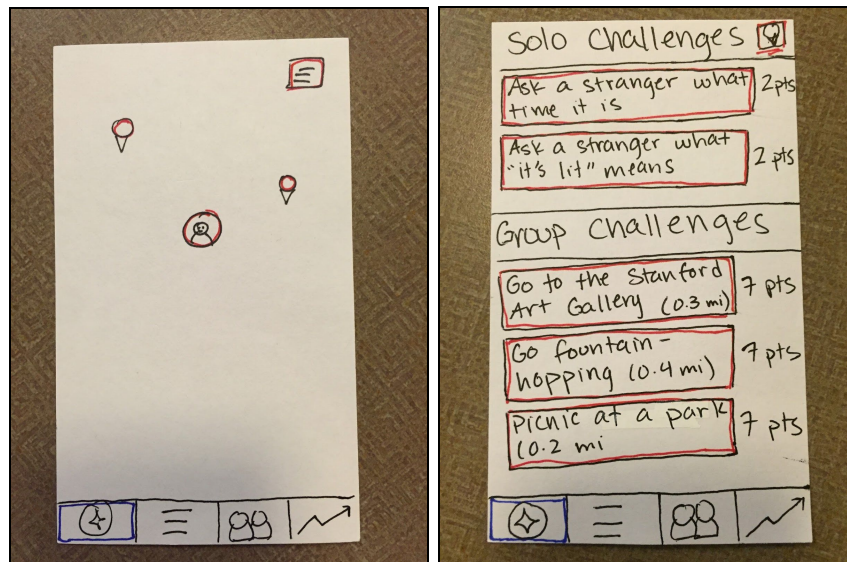 Solo Challenges
Ask a stranger what
time it is
2pts
Ask a stranger what
"it's lit" means
2 pts
Group Challenges
Go to the Stanford
Art Gallery (0.3 mi)
7 pts
Go fountain-
hopping (0.4 mi)
7 pts
Picnic at a park
(0.2 mi
7 pts